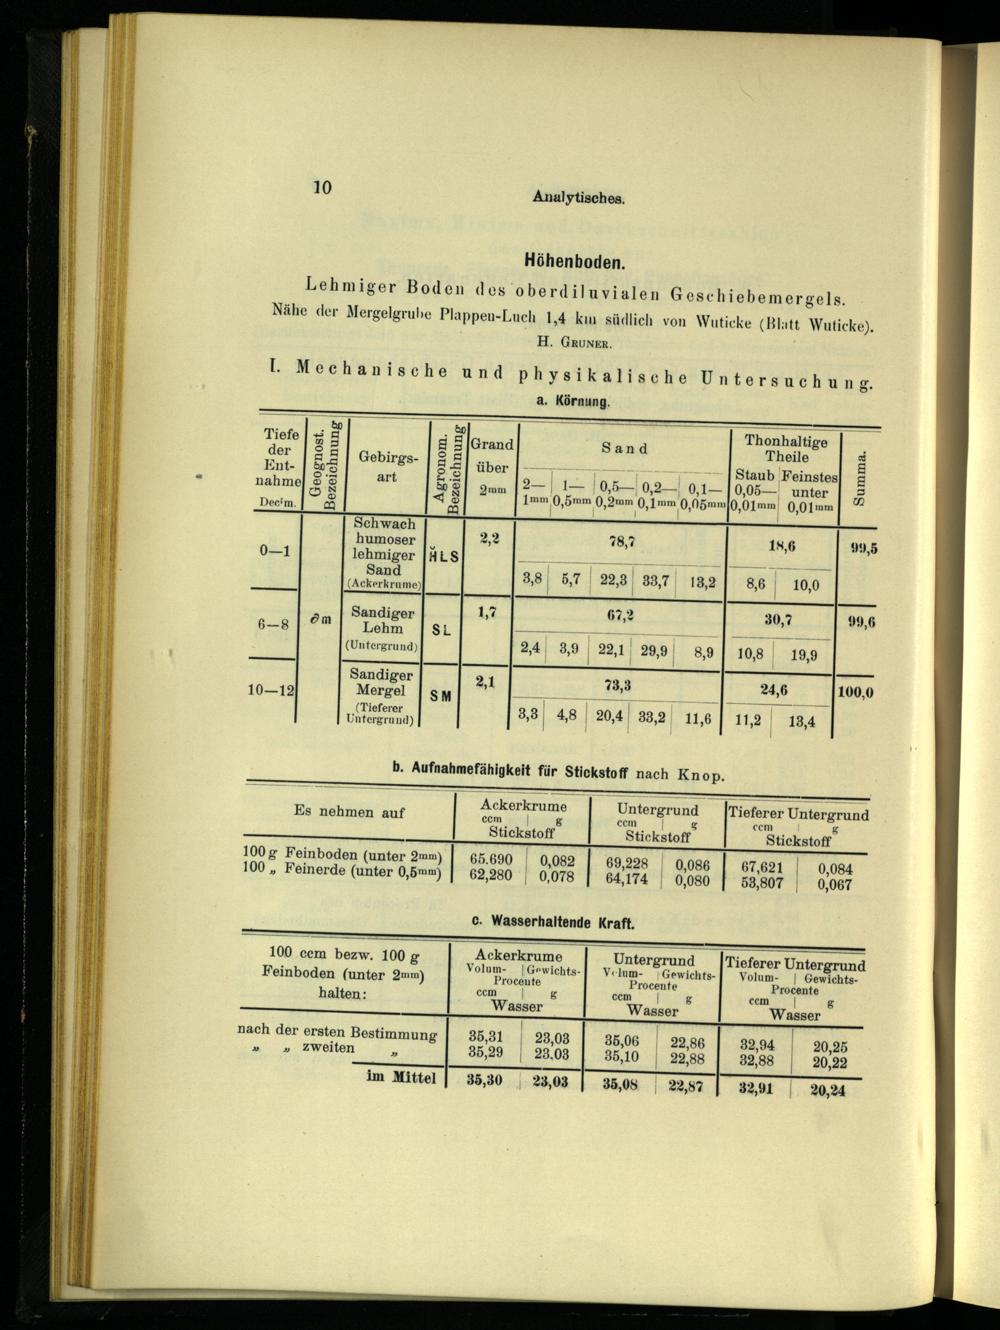 10
Analytisches.
Höhenboden.
Lehmiger Boden des oberdiluvialen Geschiebemergels.
Nähe der Mergelgrube Plappen-Luch 1,4 km südlich von Wuticke (Blatt Wuticke).
H. GRUNER.
I. Mechanische und physikalische Untersuchung.
a. Körnung.
Tiefe der Entnahme Decim. | Geognost. Bezeichnung | Gebirgsart | Agronom. Bezeichnung | Grand über 2mm | Sand | Thonhaltige Theile | Summa.
2—1mm | 1—0,5mm | 0,5—0,2mm | 0,2—0,1mm | 0,1—0,05mm | Staub 0,05—0,01mm | Feinstes unter 0,01mm
0—1 | Schwach humoser lehmiger Sand (Ackerkrume) | H̆LS | 2,2 | 78,7 | 18,6 | 99,5
3,8 | 5,7 | 22,3 | 33,7 | 13,2 | 8,6 | 10,0
6—8 | ∂m | Sandiger Lehm (Untergrund) | SL | 1,7 | 67,2 | 30,7 | 99,6
2,4 | 3,9 | 22,1 | 29,9 | 8,9 | 10,8 | 19,9
10—12 | Sandiger Mergel (Tieferer Untergrund) | SM | 2,1 | 73,3 | 24,6 | 100,0
3,3 | 4,8 | 20,4 | 33,2 | 11,6 | 11,2 | 13,4
b. Aufnahmefähigkeit für Stickstoff nach Knop.
Es nehmen auf | Ackerkrume | Untergrund | Tieferer Untergrund
ccm | g | ccm | g | ccm | g
Stickstoff | Stickstoff | Stickstoff
100 g Feinboden (unter 2mm) | 65.690 | 0,082 | 69,228 | 0,086 | 67,621 | 0,084
100 „ Feinerde (unter 0,5mm) | 62,280 | 0,078 | 64,174 | 0,080 | 53,807 | 0,067
c. Wasserhaltende Kraft.
100 ccm bezw. 100 g | Ackerkrume | Untergrund | Tieferer Untergrund
Feinboden (unter 2mm) | Volum- | Gewichts- | Volum- | Gewichts- | Volum- | Gewichts-
Procente | Procente | Procente
halten: | ccm | g | ccm | g | ccm | g
Wasser | Wasser | Wasser
nach der ersten Bestimmung | 35,31 | 23,03 | 35,06 | 22,86 | 32,94 | 20,25
„ „ zweiten „ | 35,29 | 23.03 | 35,10 | 22,88 | 32,88 | 20,22
im Mittel | 35,30 | 23,03 | 35,08 | 22,87 | 32,91 | 20,24